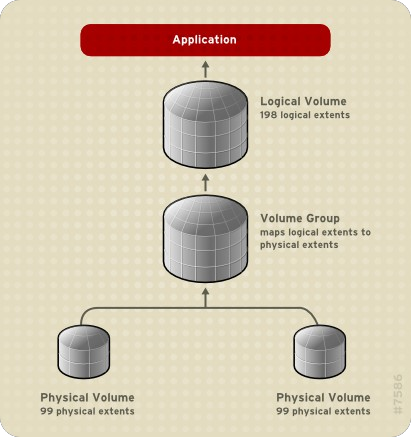 Application
Logical Volume
198 logical extents
Volume Group
maps logical extents to
physical extents
Physical Volume
99 physical extents
Physical Volume
99 physical extents
#7586